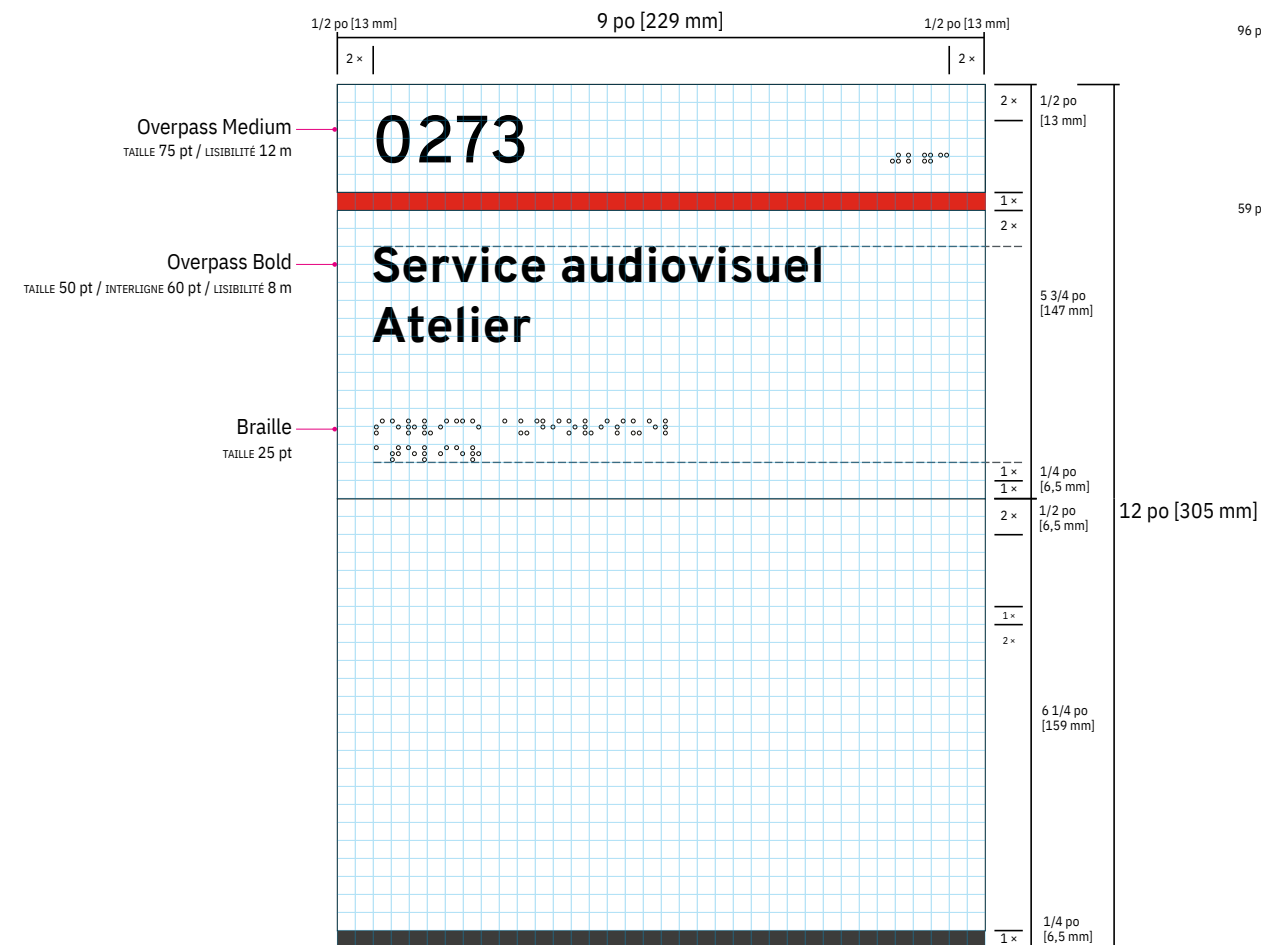 1/2 po [13 mm] 9 po [229 mm] 1/2 po [13 mm]
96 p
2 × 2 ×
Overpass Medium
TAILLE 75 pt / LISIBILITÉ 12 m
0273
2 × 1/2 po
[13 mm]
1 ×
59 p
2 ×
Overpass Bold
TAILLE 50 pt / INTERLIGNE 60 pt / LISIBILITÉ 8 m
Service audiovisuel
Atelier
5 3/4 po
[147 mm]
Braille
TAILLE 25 pt
1 × 1/4 po
1 × [6,5 mm]
2 × 1/2 po
[6,5 mm]
12 po [305 mm]
1 ×
2 ×
6 1/4 po
[159 mm]
1/4 po
1 × [6,5 mm]